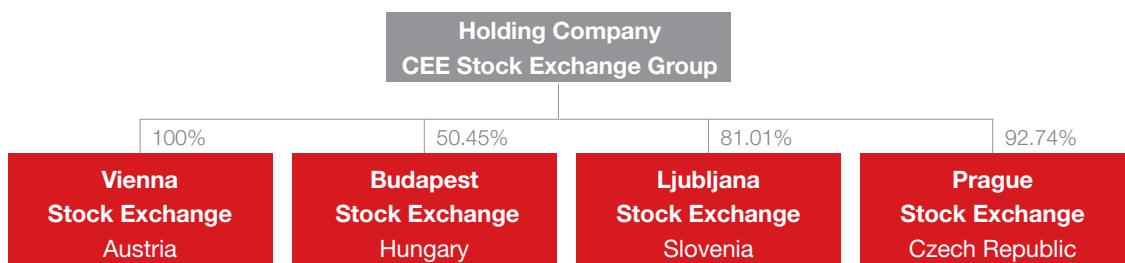 Holding Company
CEE Stock Exchange Group
100%
50.45%
81.01%
92.74%
Vienna
Stock Exchange
Austria
Budapest
Stock Exchange
Hungary
Ljubljana
Stock Exchange
Slovenia
Prague
Stock Exchange
Czech Republic